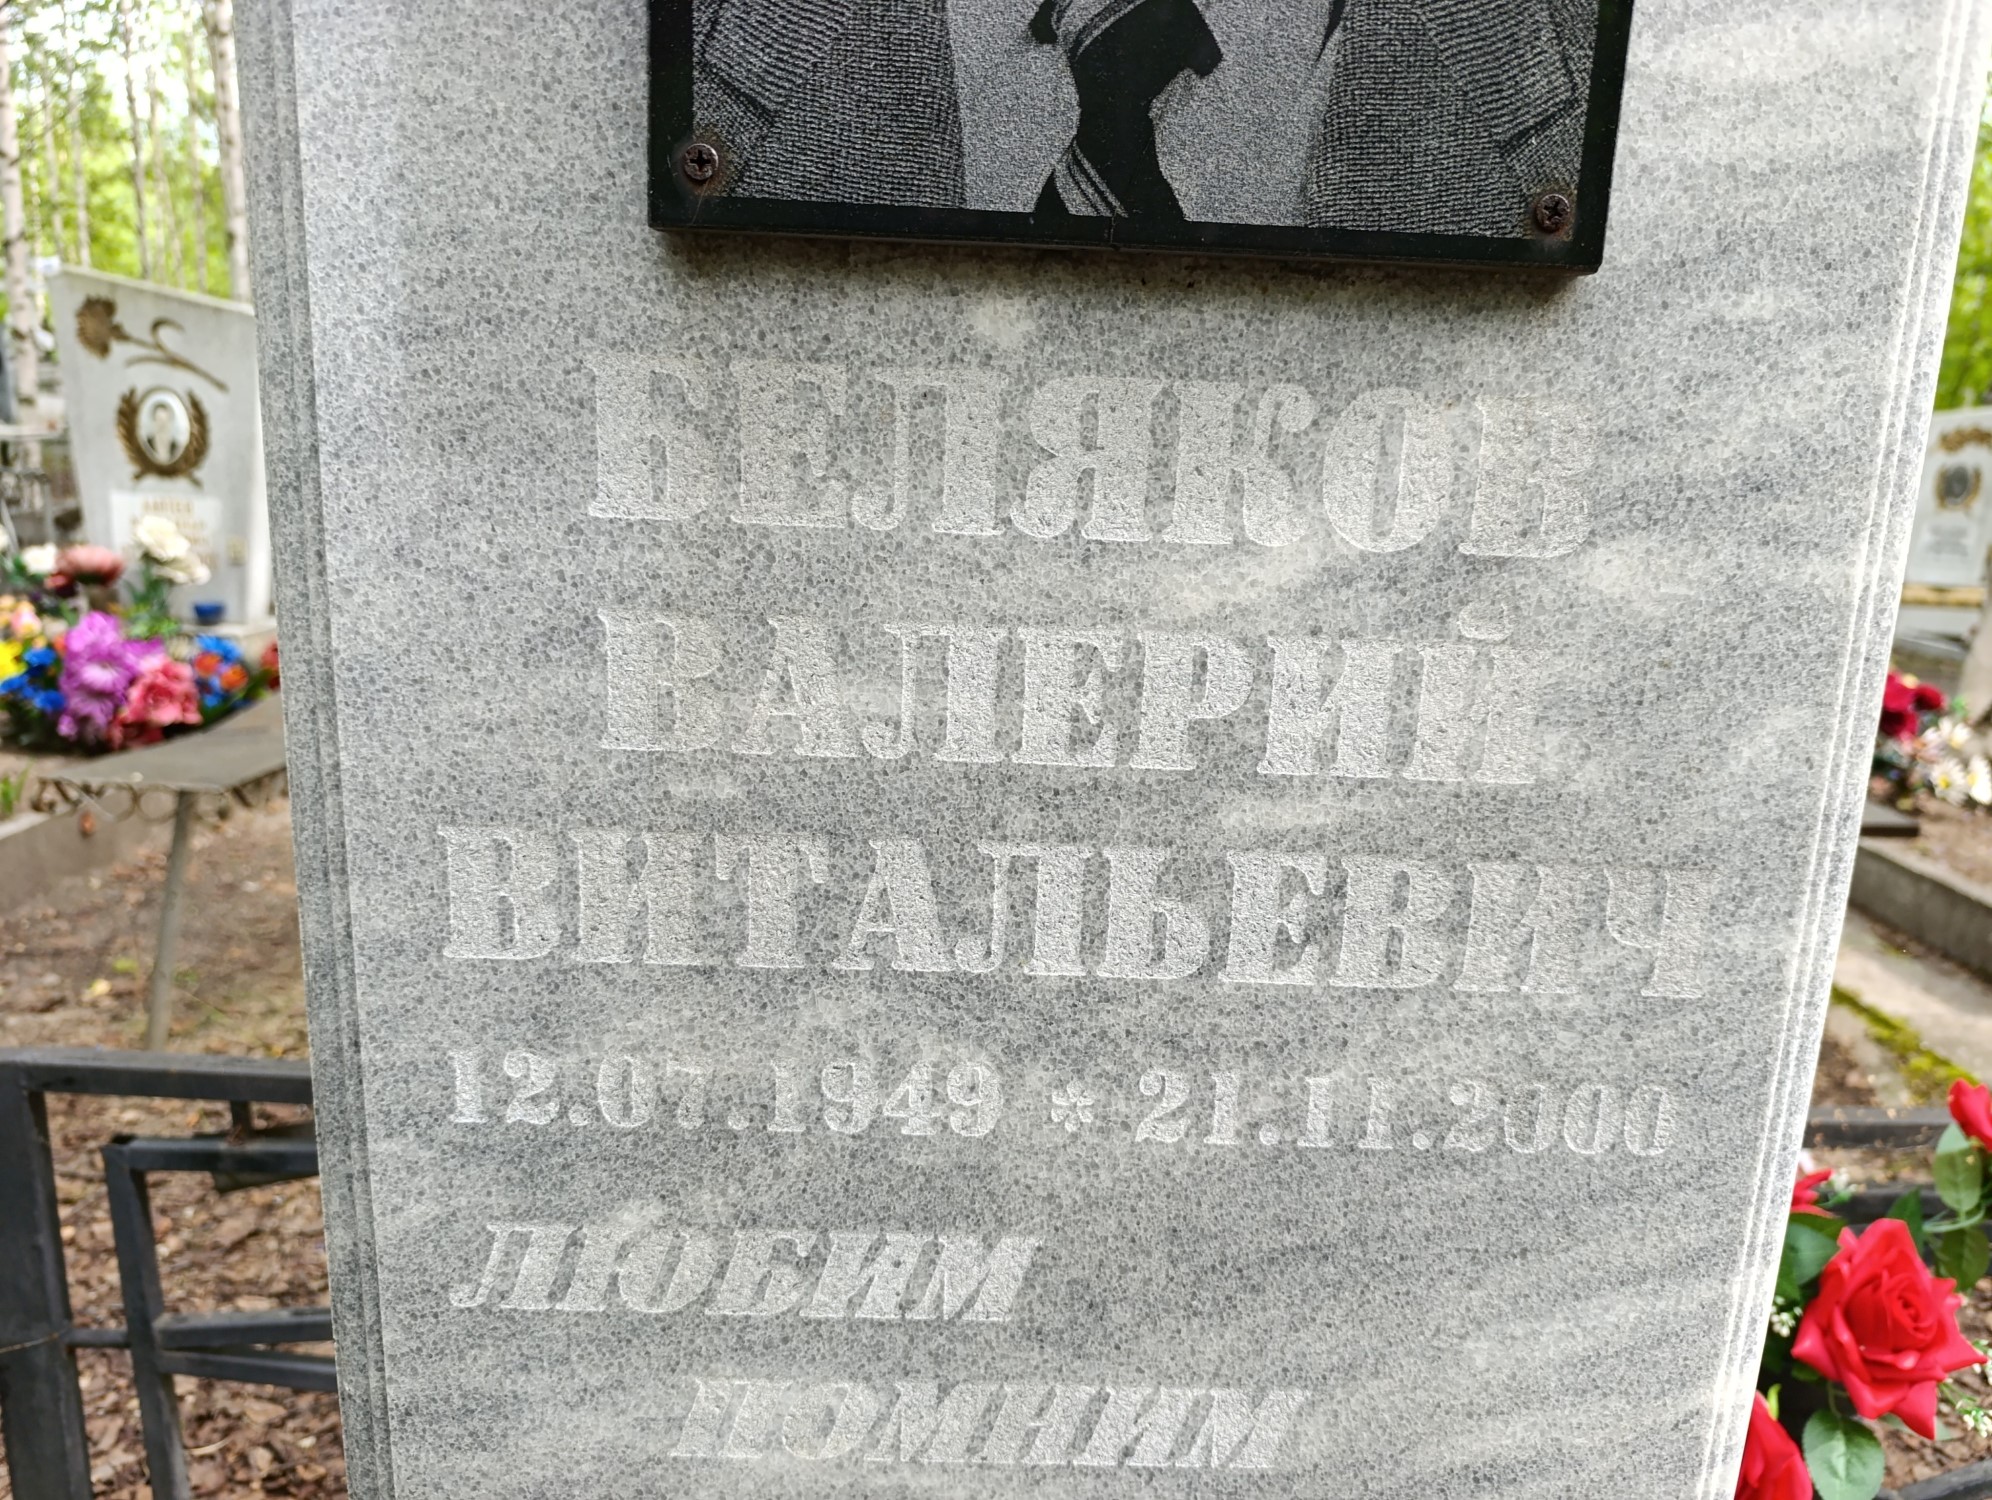 БЕЛЯКОВ
ВАЛЕРИЙ
ВИТАЛЬЕВИЧ
12.07.1949 * 21.11.2000
ЛЮБИМ
ПОМНИМ